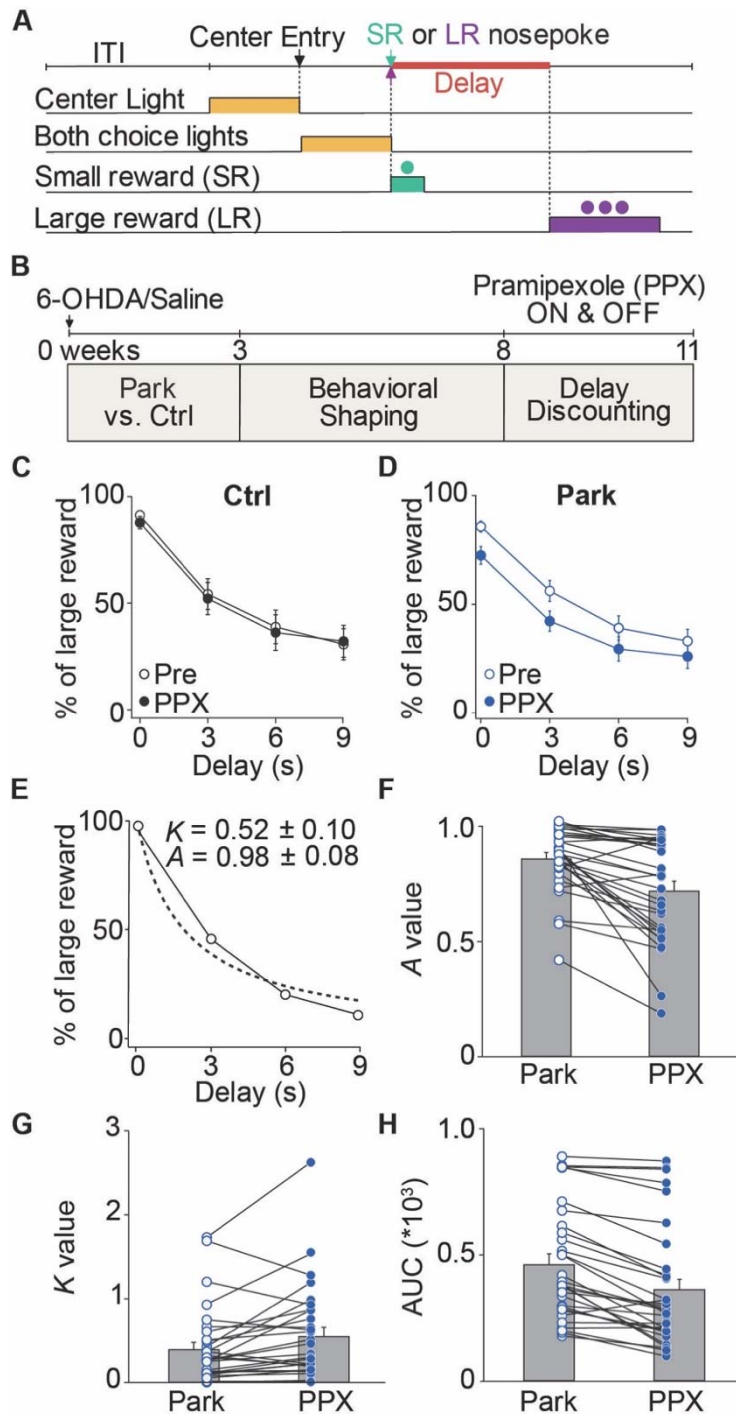 A
Center Entry
SR or LR nosepoke
ITI
Delay
Center Light
Both choice lights
Small reward (SR)
Large reward (LR)
B
6-OHDA/Saline
Pramipexole (PPX)
ON & OFF
0 weeks 3 8 11
Park
vs. Ctrl
Behavioral
Shaping
Delay
Discounting
C
Ctrl
% of large reward
100
50
0
Pre
PPX
0 3 6 9
Delay (s)
D
Park
% of large reward
100
50
0
Pre
PPX
0 3 6 9
Delay (s)
E
% of large reward
100
50
0
K = 0.52 ± 0.10
A = 0.98 ± 0.08
0 3 6 9
Delay (s)
F
A value
1.0
0.5
0
Park PPX
G
K value
3
2
1
0
Park PPX
H
AUC (*10³)
1.0
0.5
0
Park PPX